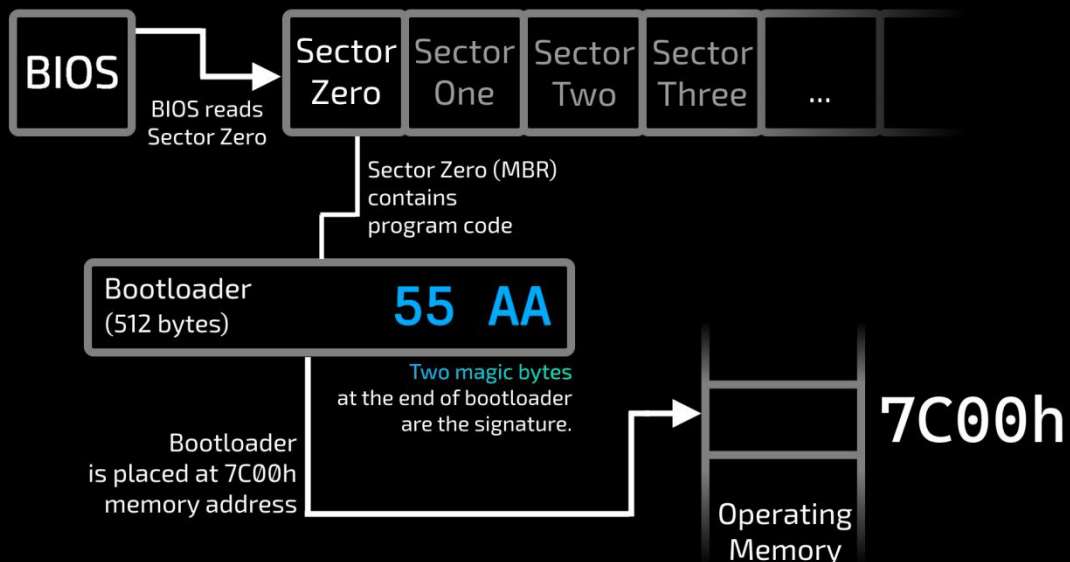 BIOS
BIOS reads
Sector Zero
Sector
Zero
Sector
One
Sector
Two
Sector
Three
...
Sector Zero (MBR)
contains
program code
Bootloader
(512 bytes)
55 AA
Two magic bytes
at the end of bootloader
are the signature.
Bootloader
is placed at 7C00h
memory address
7C00h
Operating
Memory